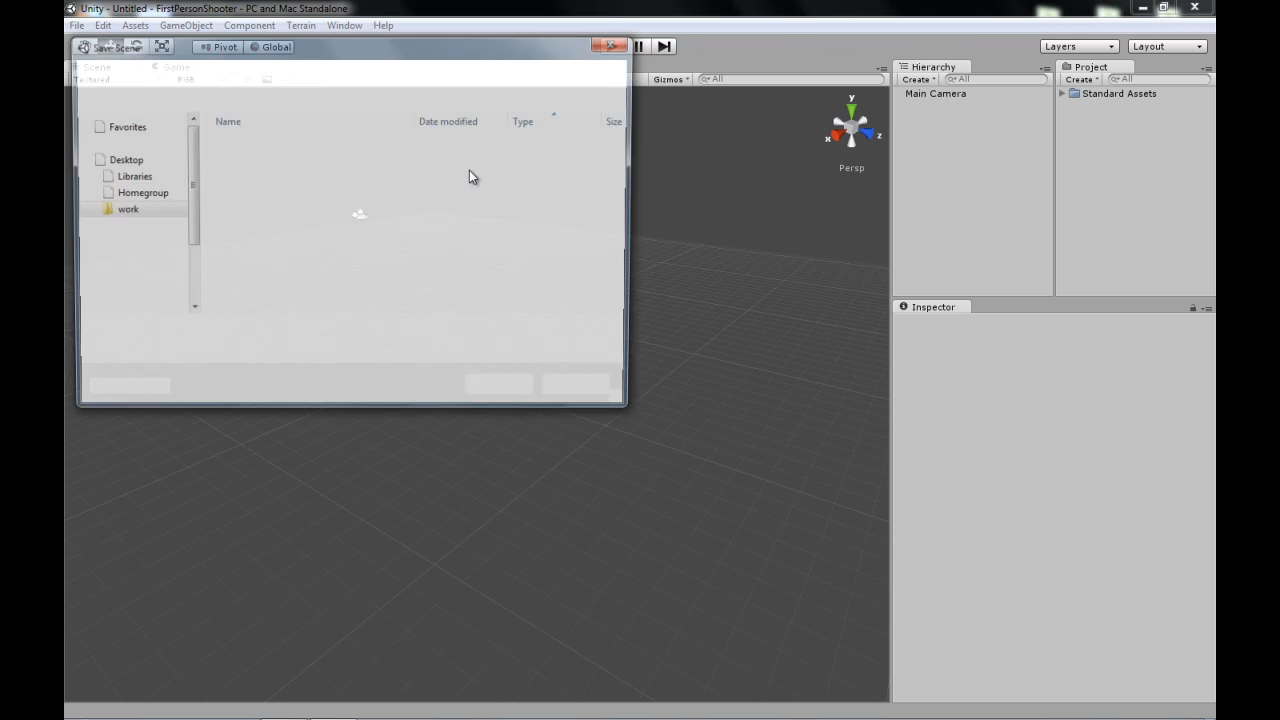 Unity - Untitled - FirstPersonShooter - PC and Mac Standalone
File Edit Assets GameObject Component Terrain Window Help
Save Scene Pivot Global Layers Layout
Scene Game Hierarchy Project
Textured RGB Gizmos All Create All Create All
Main Camera Standard Assets
y
x z
Persp
Name Date modified Type Size
Favorites
Desktop
Libraries
Homegroup
work
Inspector